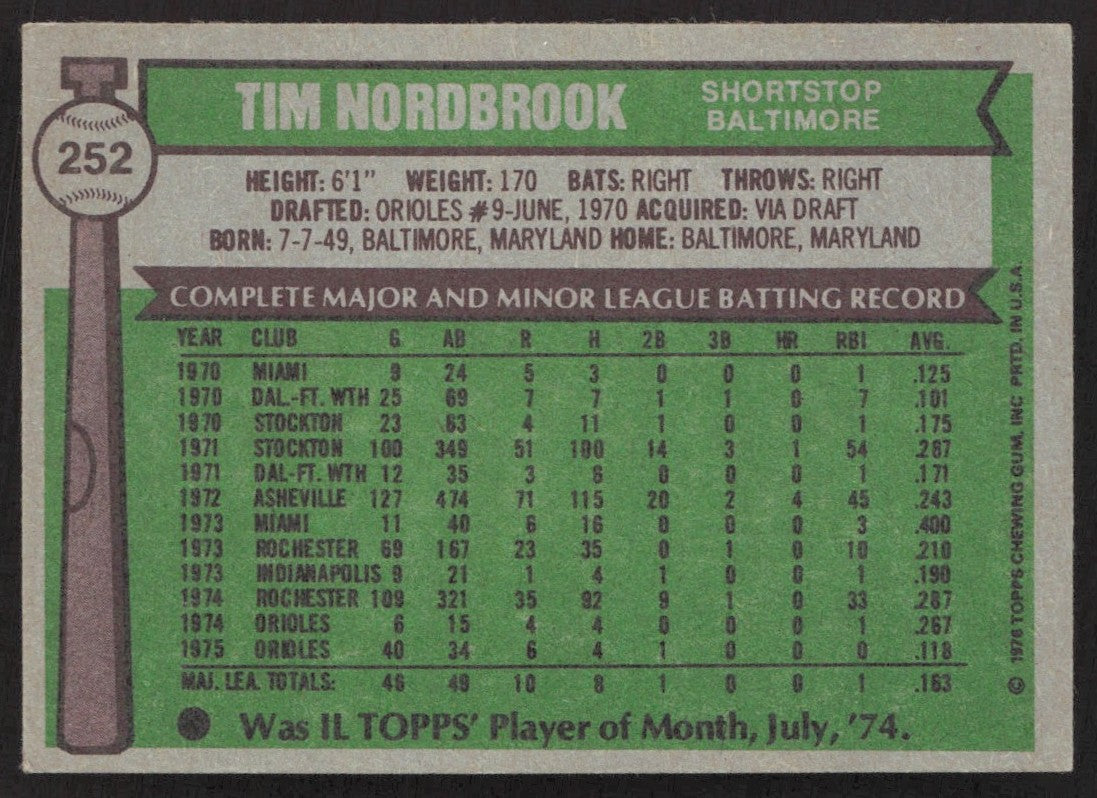 252
TIM NORDBROOK
SHORTSTOP
BALTIMORE
HEIGHT: 6'1" WEIGHT: 170 BATS: RIGHT THROWS: RIGHT
DRAFTED: ORIOLES #9-JUNE, 1970 ACQUIRED: VIA DRAFT
BORN: 7-7-49, BALTIMORE, MARYLAND HOME: BALTIMORE, MARYLAND
COMPLETE MAJOR AND MINOR LEAGUE BATTING RECORD
YEAR CLUB G AB R H 2B 3B HR RBI AVG.
1970 MIAMI 9 24 5 3 0 0 0 1 .125
1970 DAL.-FT. WTH 25 69 7 7 1 1 0 7 .101
1970 STOCKTON 23 63 4 11 1 0 0 1 .175
1971 STOCKTON 100 349 51 100 14 3 1 54 .287
1971 DAL-FT. WTH 12 35 3 6 0 0 0 1 .171
1972 ASHEVILLE 127 474 71 115 20 2 4 45 .243
1973 MIAMI 11 40 6 16 0 0 0 3 .400
1973 ROCHESTER 69 167 23 35 0 1 0 10 .210
1973 INDIANAPOLIS 9 21 1 4 1 0 0 1 .190
1974 ROCHESTER 109 321 35 92 9 1 0 33 .287
1974 ORIOLES 6 15 4 4 0 0 0 1 .267
1975 ORIOLES 40 34 6 4 1 0 0 0 .118
MAJ. LEA. TOTALS: 46 49 10 8 1 0 0 1 .163
Was IL TOPPS' Player of Month, July, '74.
© 1976 TOPPS CHEWING GUM, INC PRTD. IN U.S.A.